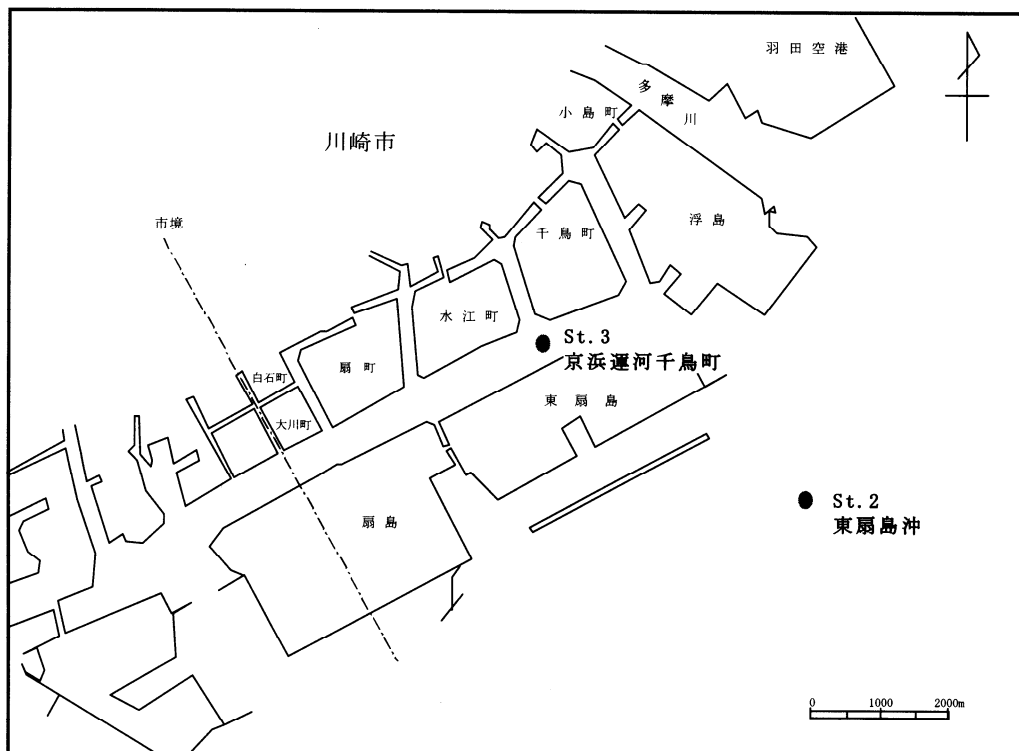 羽田空港
多摩川
小島町
川崎市
市境
浮島
千鳥町
水江町
St.3
京浜運河千鳥町
扇町
白石町
東扇島
大川町
扇島
St.2
東扇島沖
0 1000 2000m